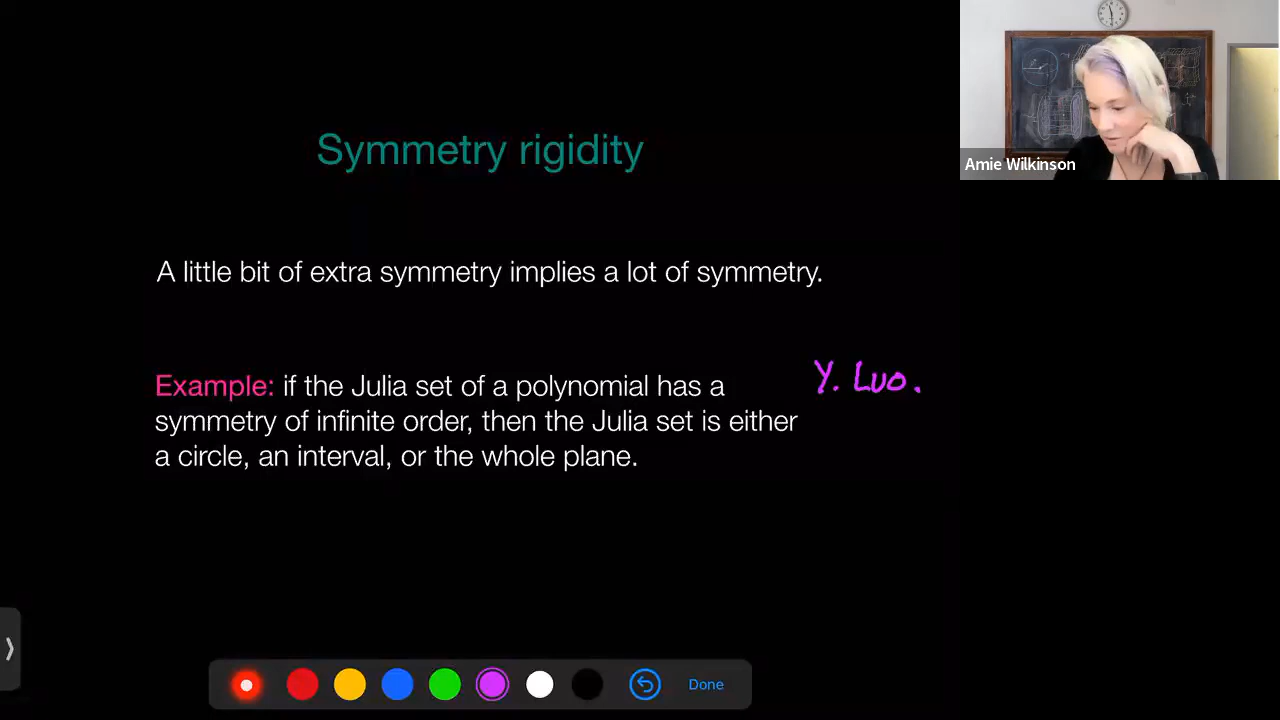 Amie Wilkinson
Symmetry rigidity
A little bit of extra symmetry implies a lot of symmetry.
Example: if the Julia set of a polynomial has a
symmetry of infinite order, then the Julia set is either
a circle, an interval, or the whole plane.
Y. Luo.
Done